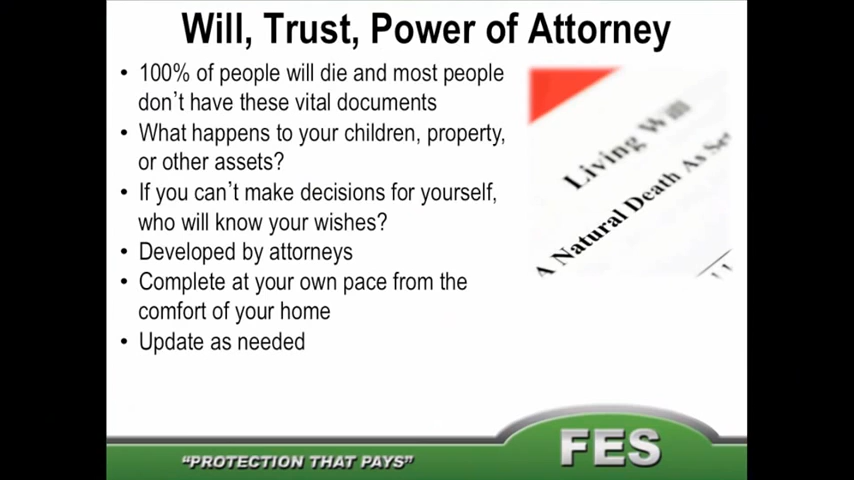 Will, Trust, Power of Attorney
• 100% of people will die and most people
don't have these vital documents
• What happens to your children, property,
or other assets?
• If you can't make decisions for yourself,
who will know your wishes?
• Developed by attorneys
• Complete at your own pace from the
comfort of your home
• Update as needed
Living Will
A Natural Death As Se
"PROTECTION THAT PAYS"
FES